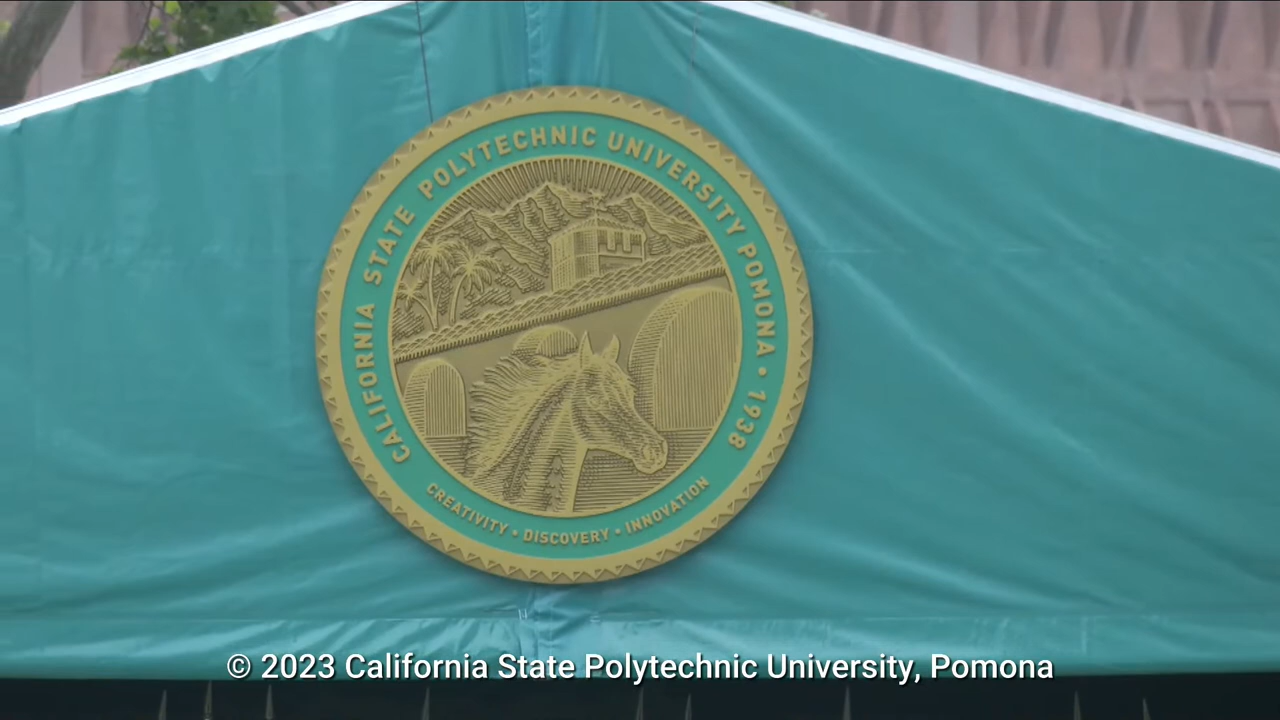 CALIFORNIA STATE POLYTECHNIC UNIVERSITY POMONA • 1938
CREATIVITY • DISCOVERY • INNOVATION
© 2023 California State Polytechnic University, Pomona